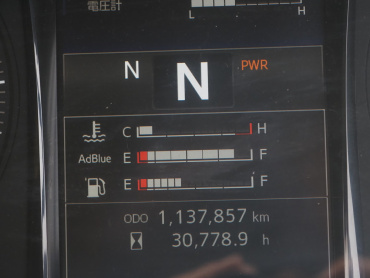 電圧計
L H
N N PWR
C H
AdBlue E F
E F
ODO 1,137,857 km
30,778.9 h